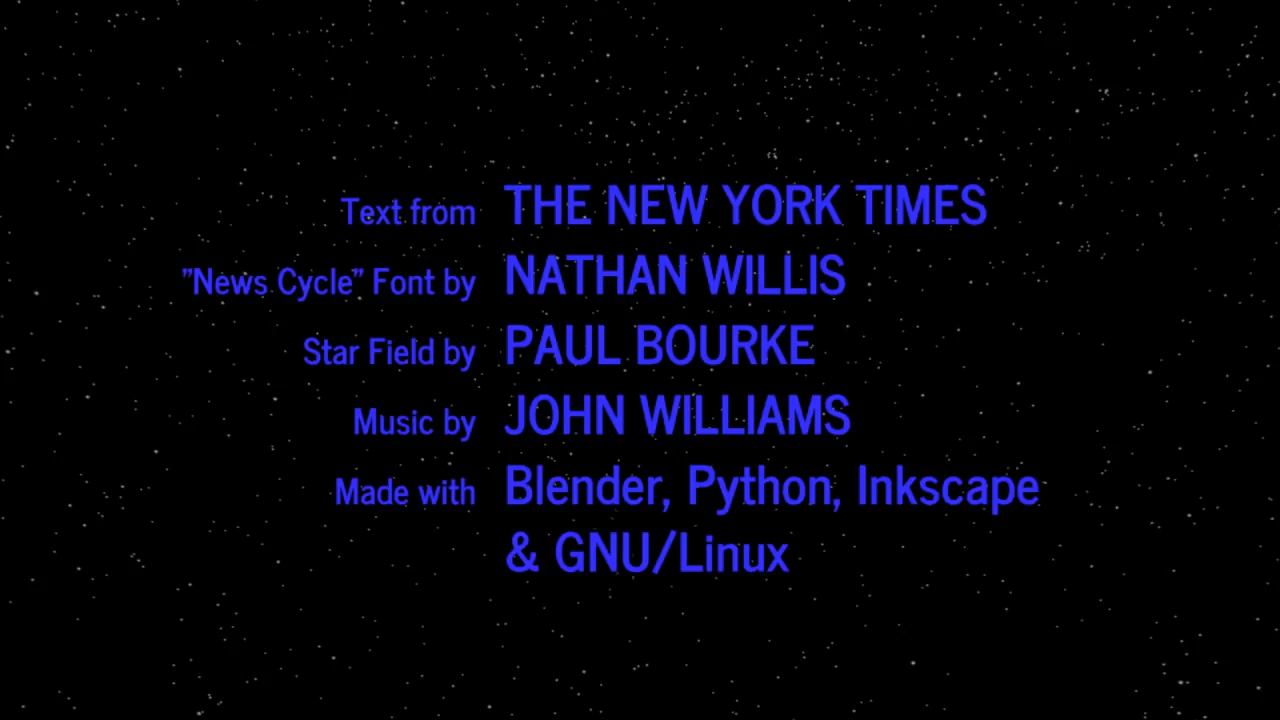 Text from THE NEW YORK TIMES
"News Cycle" Font by NATHAN WILLIS
Star Field by PAUL BOURKE
Music by JOHN WILLIAMS
Made with Blender, Python, Inkscape
& GNU/Linux